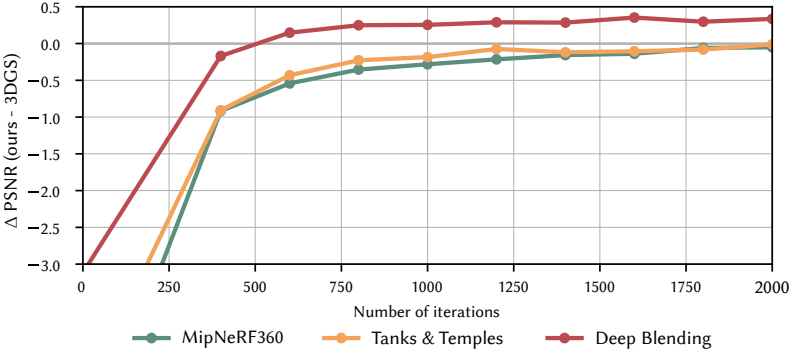 0.5
0.0
−0.5
−1.0
−1.5
−2.0
−2.5
−3.0
Δ PSNR (ours - 3DGS)
0 250 500 750 1000 1250 1500 1750 2000
Number of iterations
MipNeRF360 Tanks & Temples Deep Blending